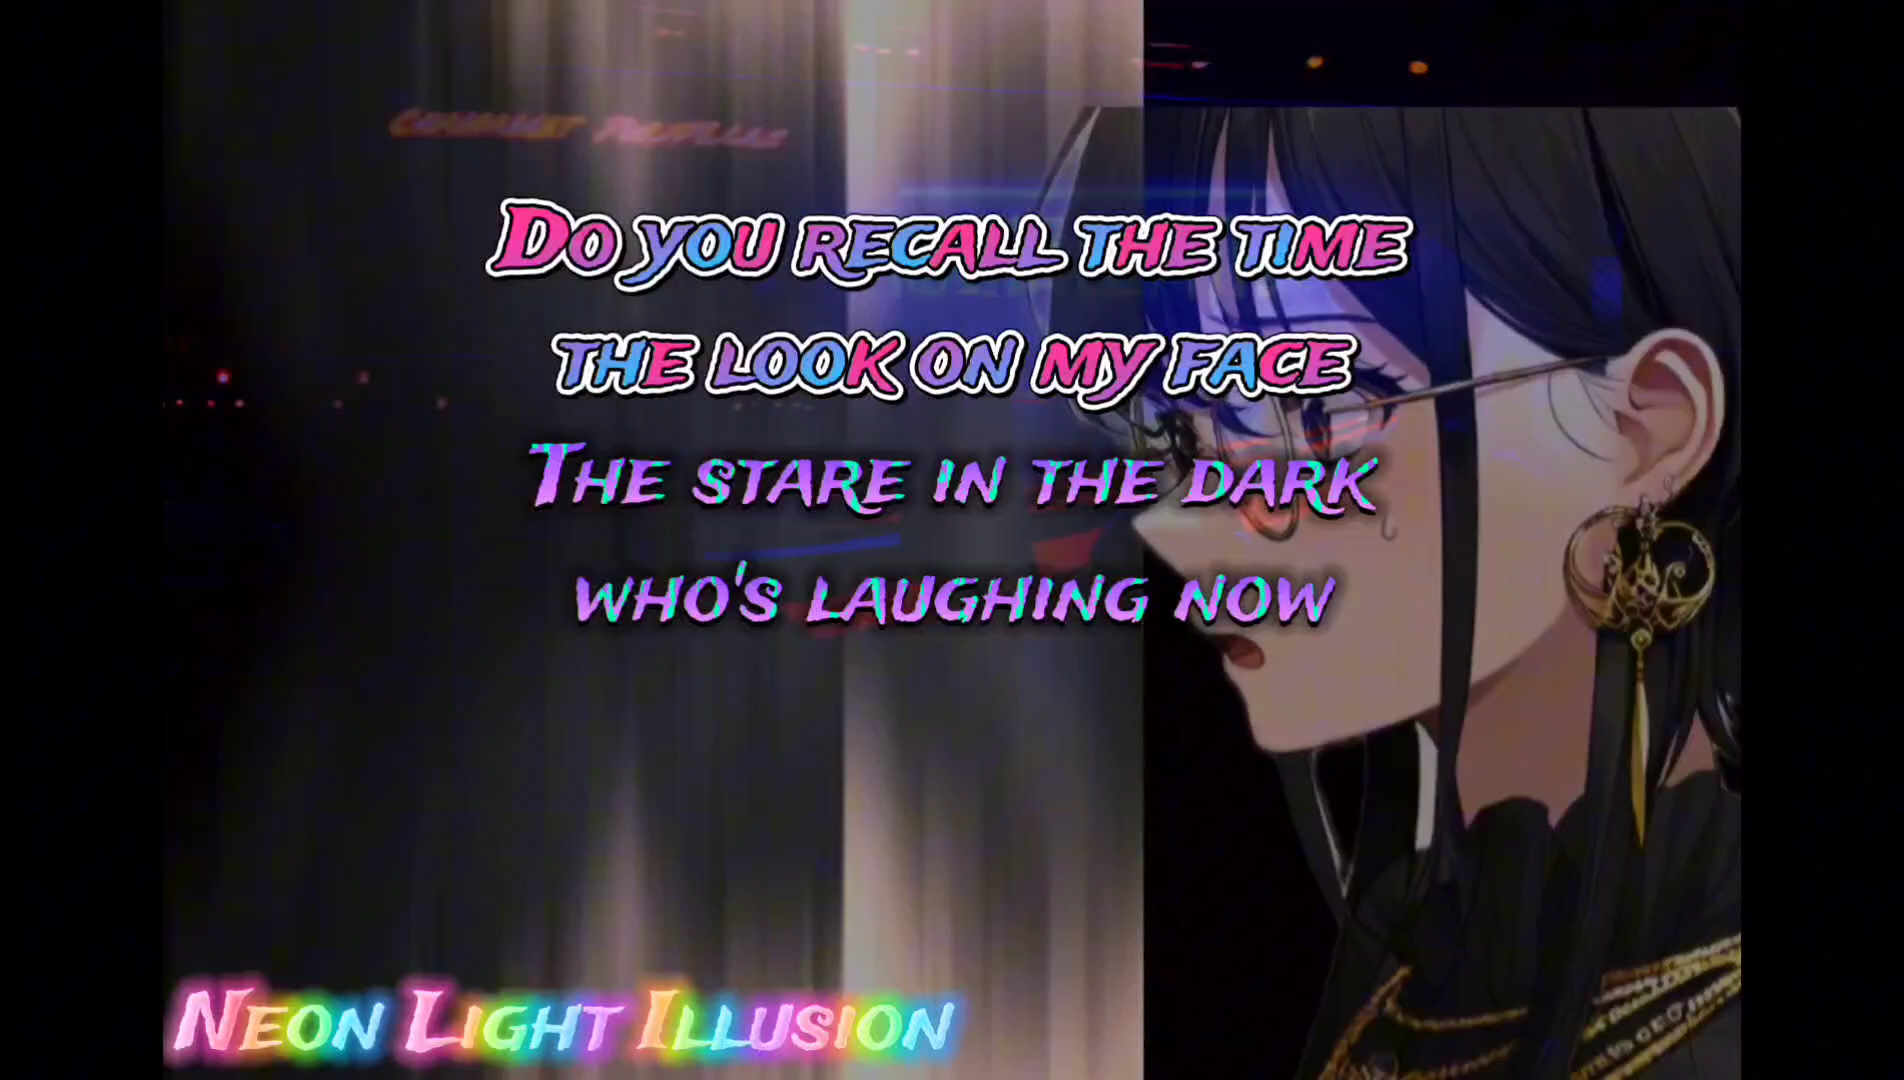 Do you recall the time
the look on my face
The stare in the dark
who's laughing now
Neon Light Illusion